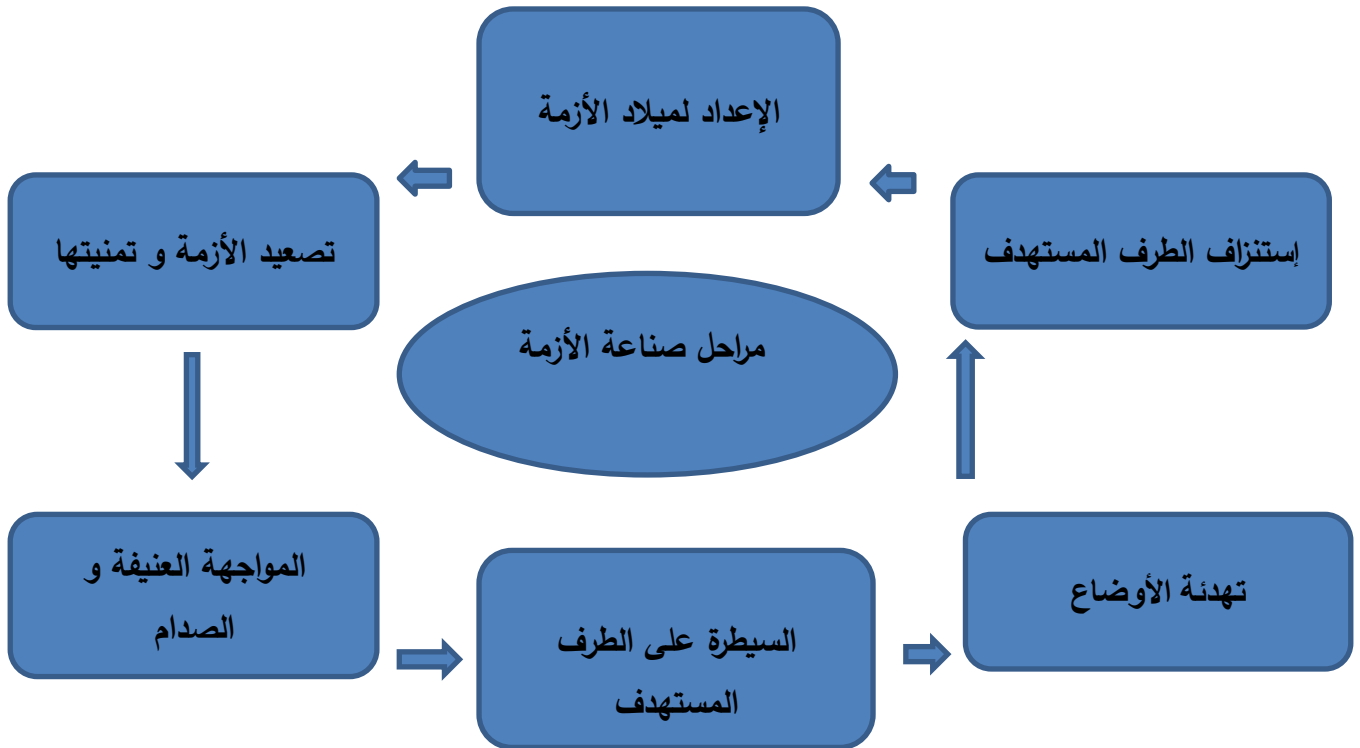 الإعداد لميلاد الأزمة
إستنزاف الطرف المستهدف
تصعيد الأزمة و تمنيتها
مراحل صناعة الأزمة
المواجهة العنيفة و
الصدام
السيطرة على الطرف
المستهدف
تهدئة الأوضاع